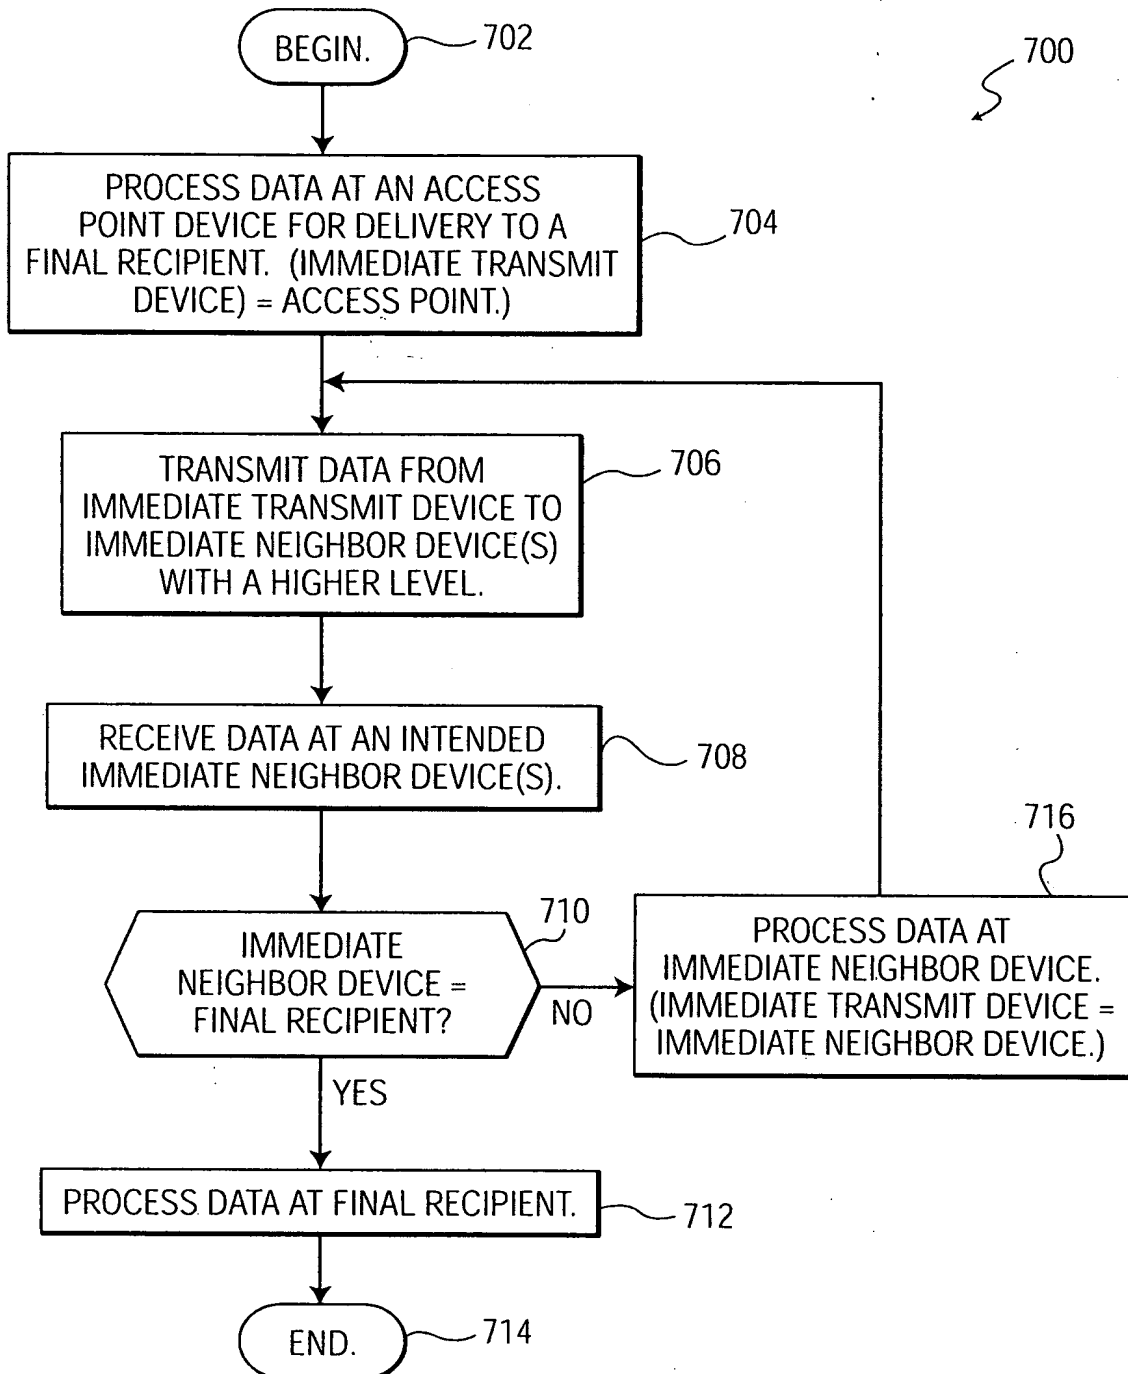 BEGIN.
702
700
PROCESS DATA AT AN ACCESS
POINT DEVICE FOR DELIVERY TO A
FINAL RECIPIENT. (IMMEDIATE TRANSMIT
DEVICE) = ACCESS POINT.)
704
TRANSMIT DATA FROM
IMMEDIATE TRANSMIT DEVICE TO
IMMEDIATE NEIGHBOR DEVICE(S)
WITH A HIGHER LEVEL.
706
RECEIVE DATA AT AN INTENDED
IMMEDIATE NEIGHBOR DEVICE(S).
708
IMMEDIATE
NEIGHBOR DEVICE =
FINAL RECIPIENT?
710
NO
716
PROCESS DATA AT
IMMEDIATE NEIGHBOR DEVICE.
(IMMEDIATE TRANSMIT DEVICE =
IMMEDIATE NEIGHBOR DEVICE.)
YES
PROCESS DATA AT FINAL RECIPIENT.
712
END.
714